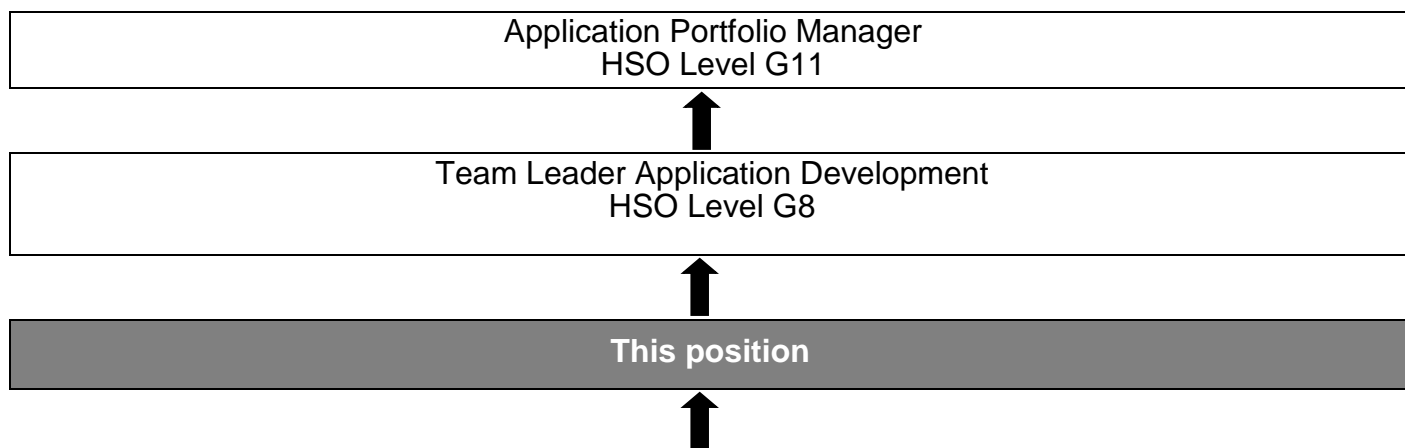 Application Portfolio Manager
HSO Level G11
Team Leader Application Development
HSO Level G8
This position